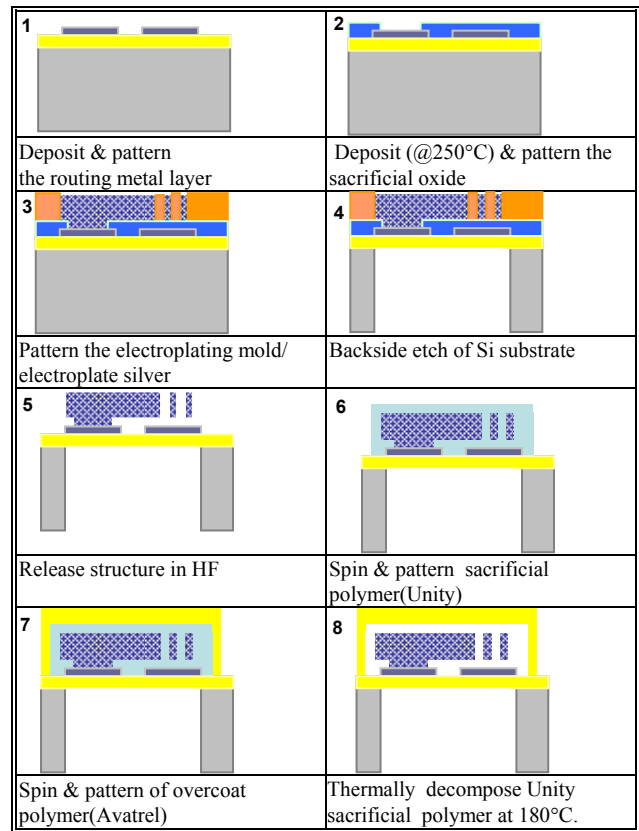 1
Deposit & pattern
the routing metal layer
2
Deposit (@250°C) & pattern the
sacrificial oxide
3
Pattern the electroplating mold/
electroplate silver
4
Backside etch of Si substrate
5
Release structure in HF
6
Spin & pattern sacrificial
polymer(Unity)
7
Spin & pattern of overcoat
polymer(Avatrel)
8
Thermally decompose Unity
sacrificial polymer at 180°C.